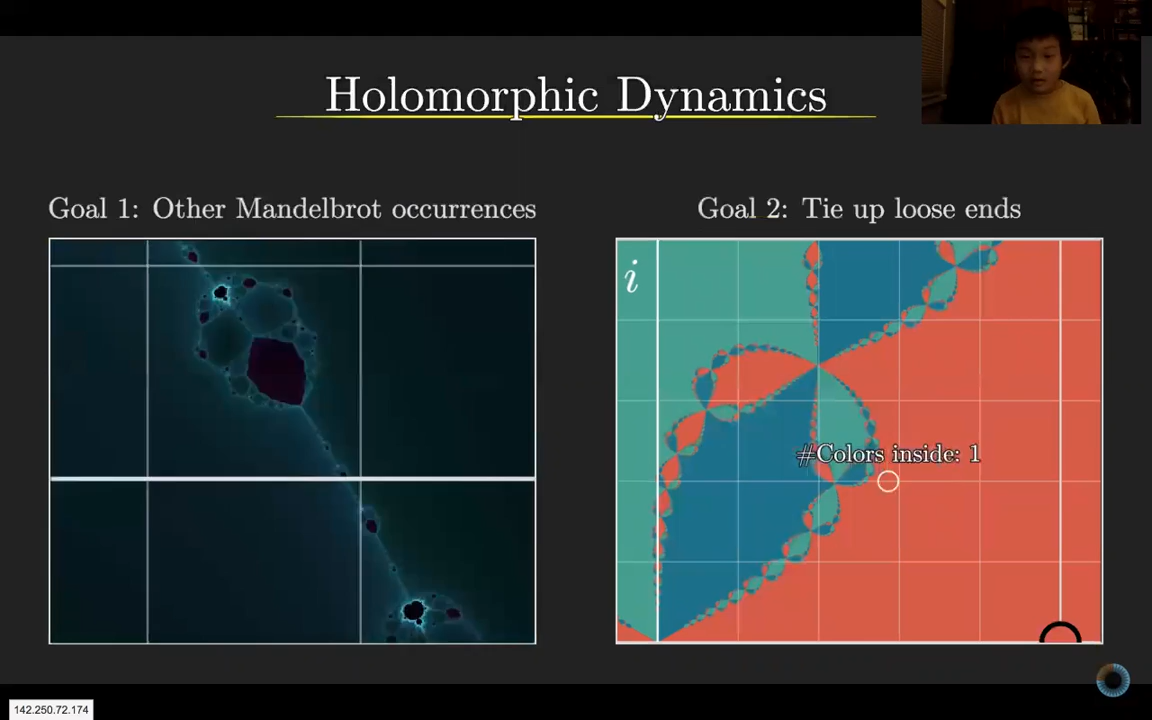 Holomorphic Dynamics
Goal 1: Other Mandelbrot occurrences
Goal 2: Tie up loose ends
i
#Colors inside: 1
142.250.72.174